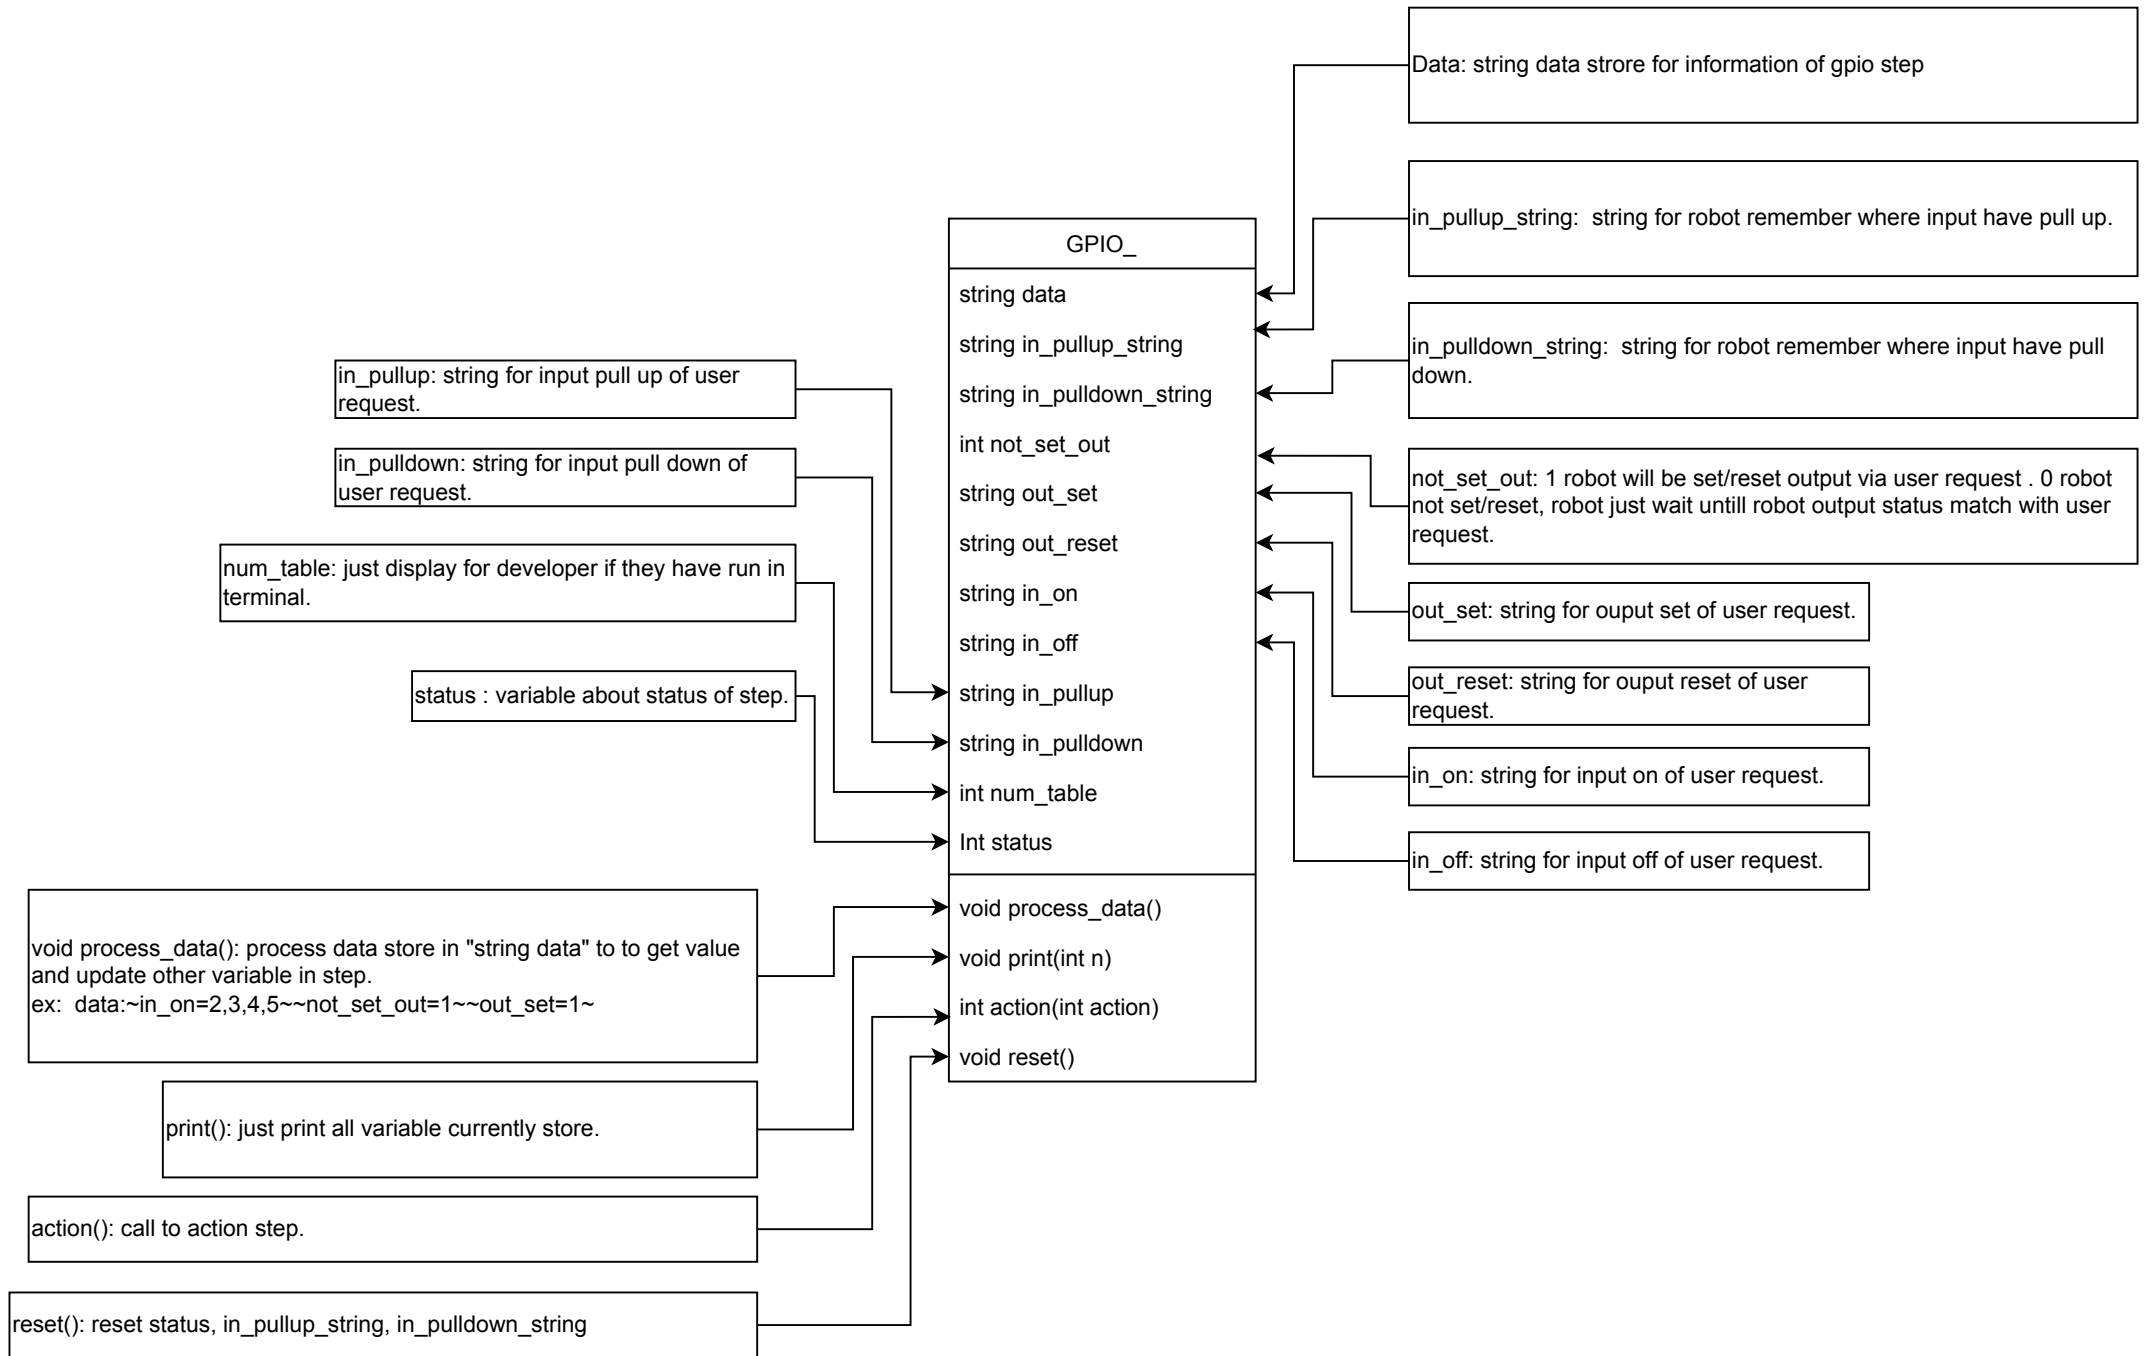 Data: string data strore for information of gpio step
in_pullup_string:  string for robot remember where input have pull up.
in_pulldown_string:  string for robot remember where input have pull
down.
not_set_out: 1 robot will be set/reset output via user request . 0 robot
not set/reset, robot just wait untill robot output status match with user
request.
out_set: string for ouput set of user request.
out_reset: string for ouput reset of user
request.
in_on: string for input on of user request.
in_off: string for input off of user request.
GPIO_
string data
string in_pullup_string
string in_pulldown_string
int not_set_out
string out_set
string out_reset
string in_on
string in_off
string in_pullup
string in_pulldown
int num_table
Int status
void process_data()
void print(int n)
int action(int action)
void reset()
in_pullup: string for input pull up of user
request.
in_pulldown: string for input pull down of
user request.
num_table: just display for developer if they have run in
terminal.
status : variable about status of step.
void process_data(): process data store in "string data" to to get value
and update other variable in step.
ex:  data:~in_on=2,3,4,5~~not_set_out=1~~out_set=1~
print(): just print all variable currently store.
action(): call to action step.
reset(): reset status, in_pullup_string, in_pulldown_string